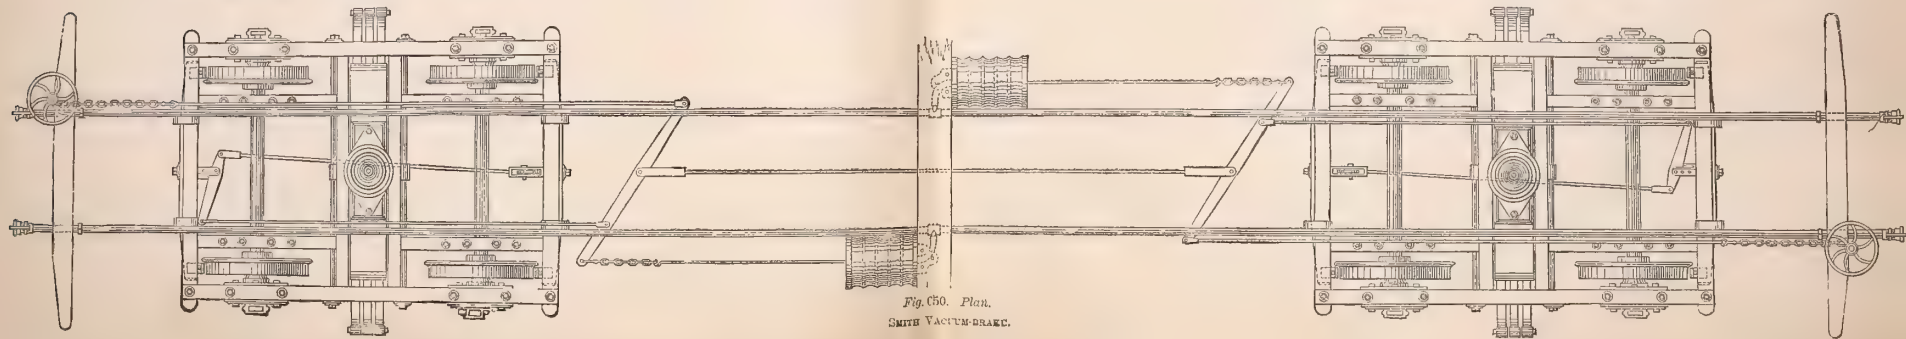 Fig. 650. Plan.
SMITH VACUUM-BRAKE.